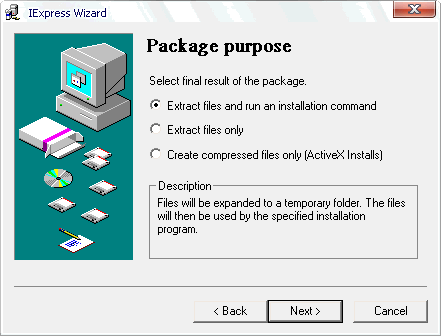 IExpress Wizard
Package purpose
Select final result of the package.
Extract files and run an installation command
Extract files only
Create compressed files only (ActiveX Installs)
Description
Files will be expanded to a temporary folder. The files
will then be used by the specified installation
program.
< Back
Next >
Cancel